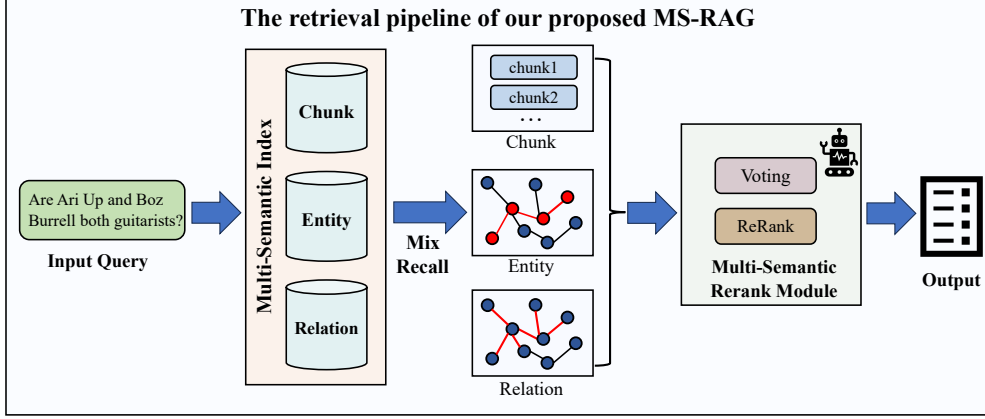 The retrieval pipeline of our proposed MS-RAG
Are Ari Up and Boz
Burrell both guitarists?
Input Query
Multi-Semantic Index
Chunk
Entity
Relation
Mix
Recall
chunk1
chunk2
...
Chunk
Entity
Relation
Voting
ReRank
Multi-Semantic
Rerank Module
Output